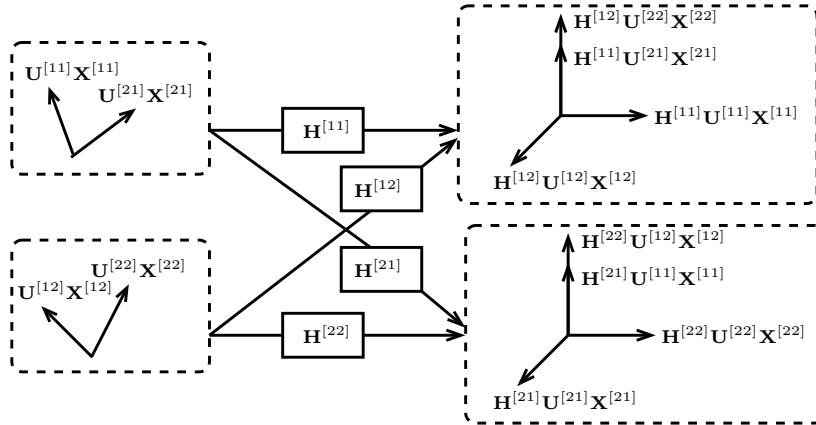 U^[11]X^[11]
U^[21]X^[21]
H^[11]
H^[12]
H^[12]U^[22]X^[22]
H^[11]U^[21]X^[21]
H^[11]U^[11]X^[11]
H^[12]U^[12]X^[12]
U^[22]X^[22]
U^[12]X^[12]
H^[21]
H^[22]
H^[22]U^[12]X^[12]
H^[21]U^[11]X^[11]
H^[22]U^[22]X^[22]
H^[21]U^[21]X^[21]